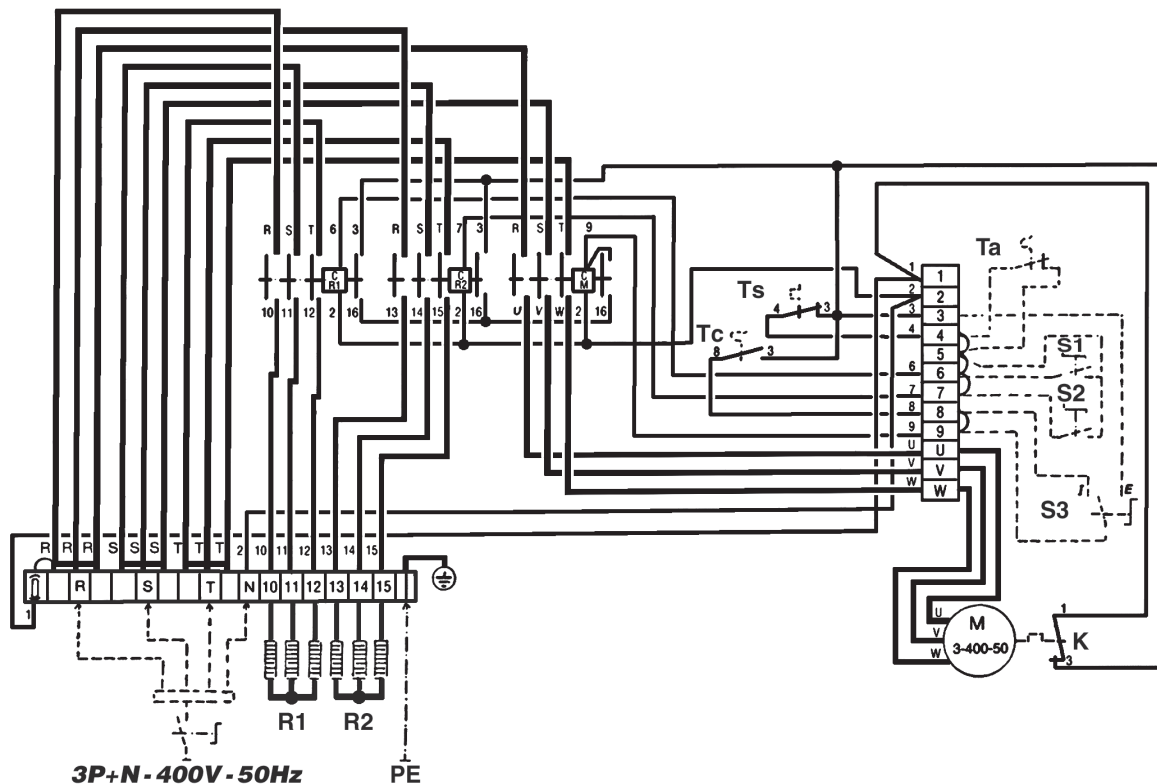 R S T 6 3 R S T 7 3 R S T 9
C R1 C R2 C M
10 11 12 2 16 13 14 15 2 16 U V W 2 16
Ts
4 3
Tc
8 3
Ta
1 1
2 2
3 3
4 4
5
6 6
7 7
8 8
9 9
U U
V V
W W
S1
S2
S3
I E
R R R S S S T T T 2 10 11 12 13 14 15
R S T N 10 11 12 13 14 15
1
R1 R2
3P+N-400V-50Hz
PE
U
V
W
M
3-400-50
1
K
3